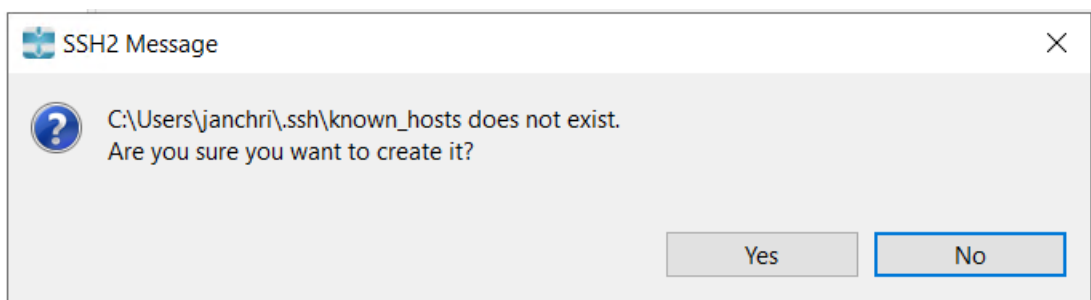 SSH2 Message
C:\Users\janchri\.ssh\known_hosts does not exist.
Are you sure you want to create it?
Yes No